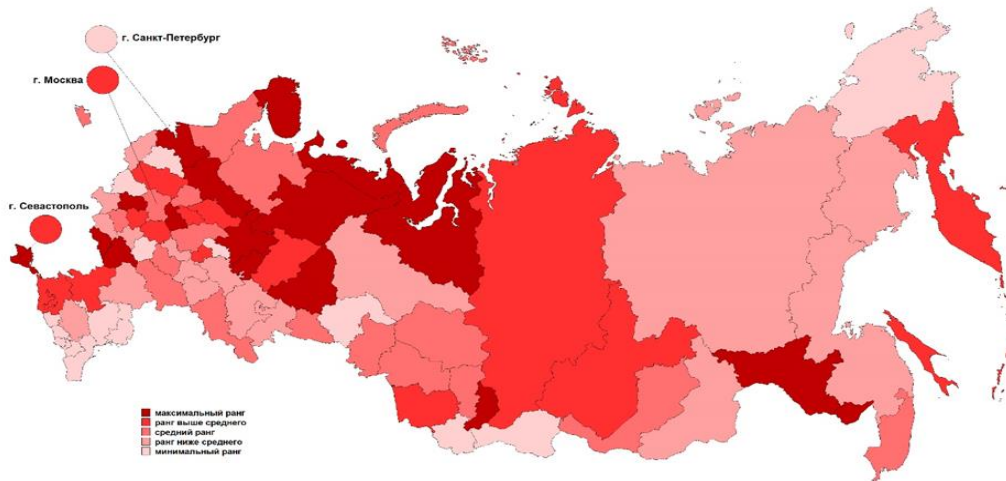 г. Санкт-Петербург
г. Москва
г. Севастополь
максимальный ранг
ранг выше среднего
средний ранг
ранг ниже среднего
минимальный ранг